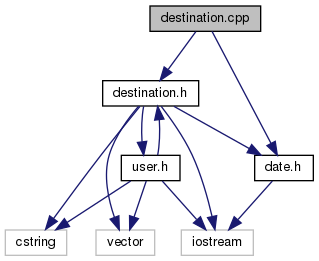 destination.cpp
destination.h
user.h
date.h
cstring
vector
iostream